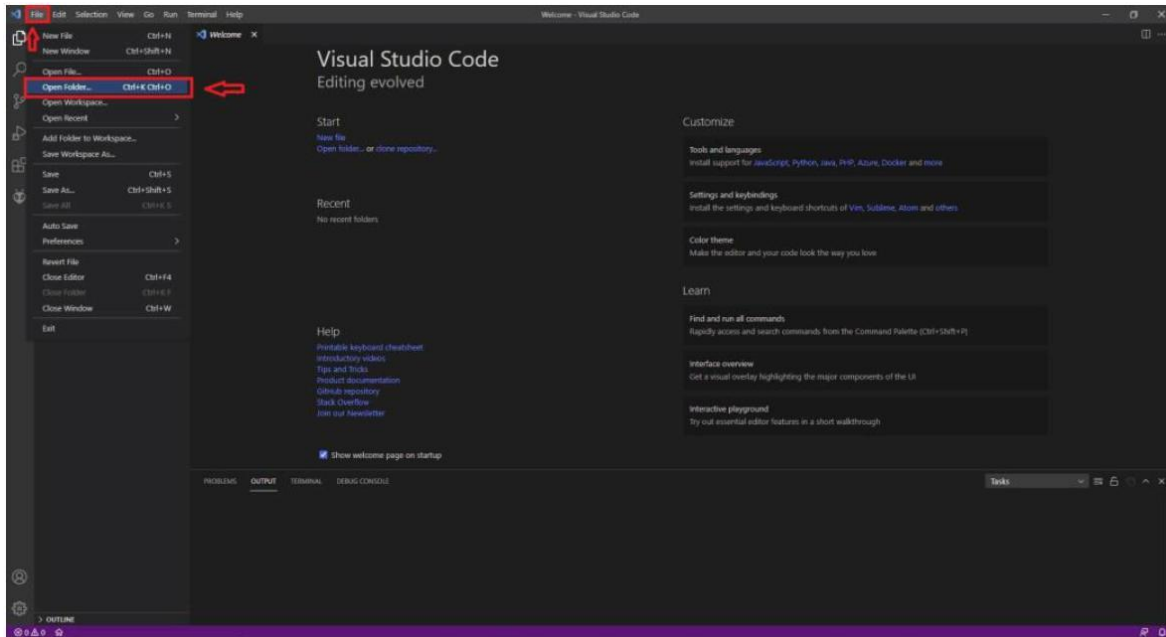 File Edit Selection View Go Run Terminal Help
Welcome - Visual Studio Code
New File Ctrl+N
New Window Ctrl+Shift+N
Open File... Ctrl+O
Open Folder... Ctrl+K Ctrl+O
Open Workspace...
Open Recent
Add Folder to Workspace...
Save Workspace As...
Save Ctrl+S
Save As... Ctrl+Shift+S
Save All Ctrl+K S
Auto Save
Preferences
Revert File
Close Editor Ctrl+F4
Close Folder Ctrl+K F
Close Window Ctrl+W
Exit
Welcome
Visual Studio Code
Editing evolved
Start
New file
Open folder... or clone repository...
Recent
No recent folders
Help
Printable keyboard cheatsheet
Introductory videos
Tips and Tricks
Product documentation
GitHub repository
Stack Overflow
Join our Newsletter
Show welcome page on startup
Customize
Tools and languages
Install support for JavaScript, Python, Java, PHP, Azure, Docker and more
Settings and keybindings
Install the settings and keyboard shortcuts of Vim, Sublime, Atom and others
Color theme
Make the editor and your code look the way you love
Learn
Find and run all commands
Rapidly access and search commands from the Command Palette (Ctrl+Shift+P)
Interface overview
Get a visual overlay highlighting the major components of the UI
Interactive playground
Try out essential editor features in a short walkthrough
PROBLEMS OUTPUT TERMINAL DEBUG CONSOLE
Tasks
OUTLINE
0 0